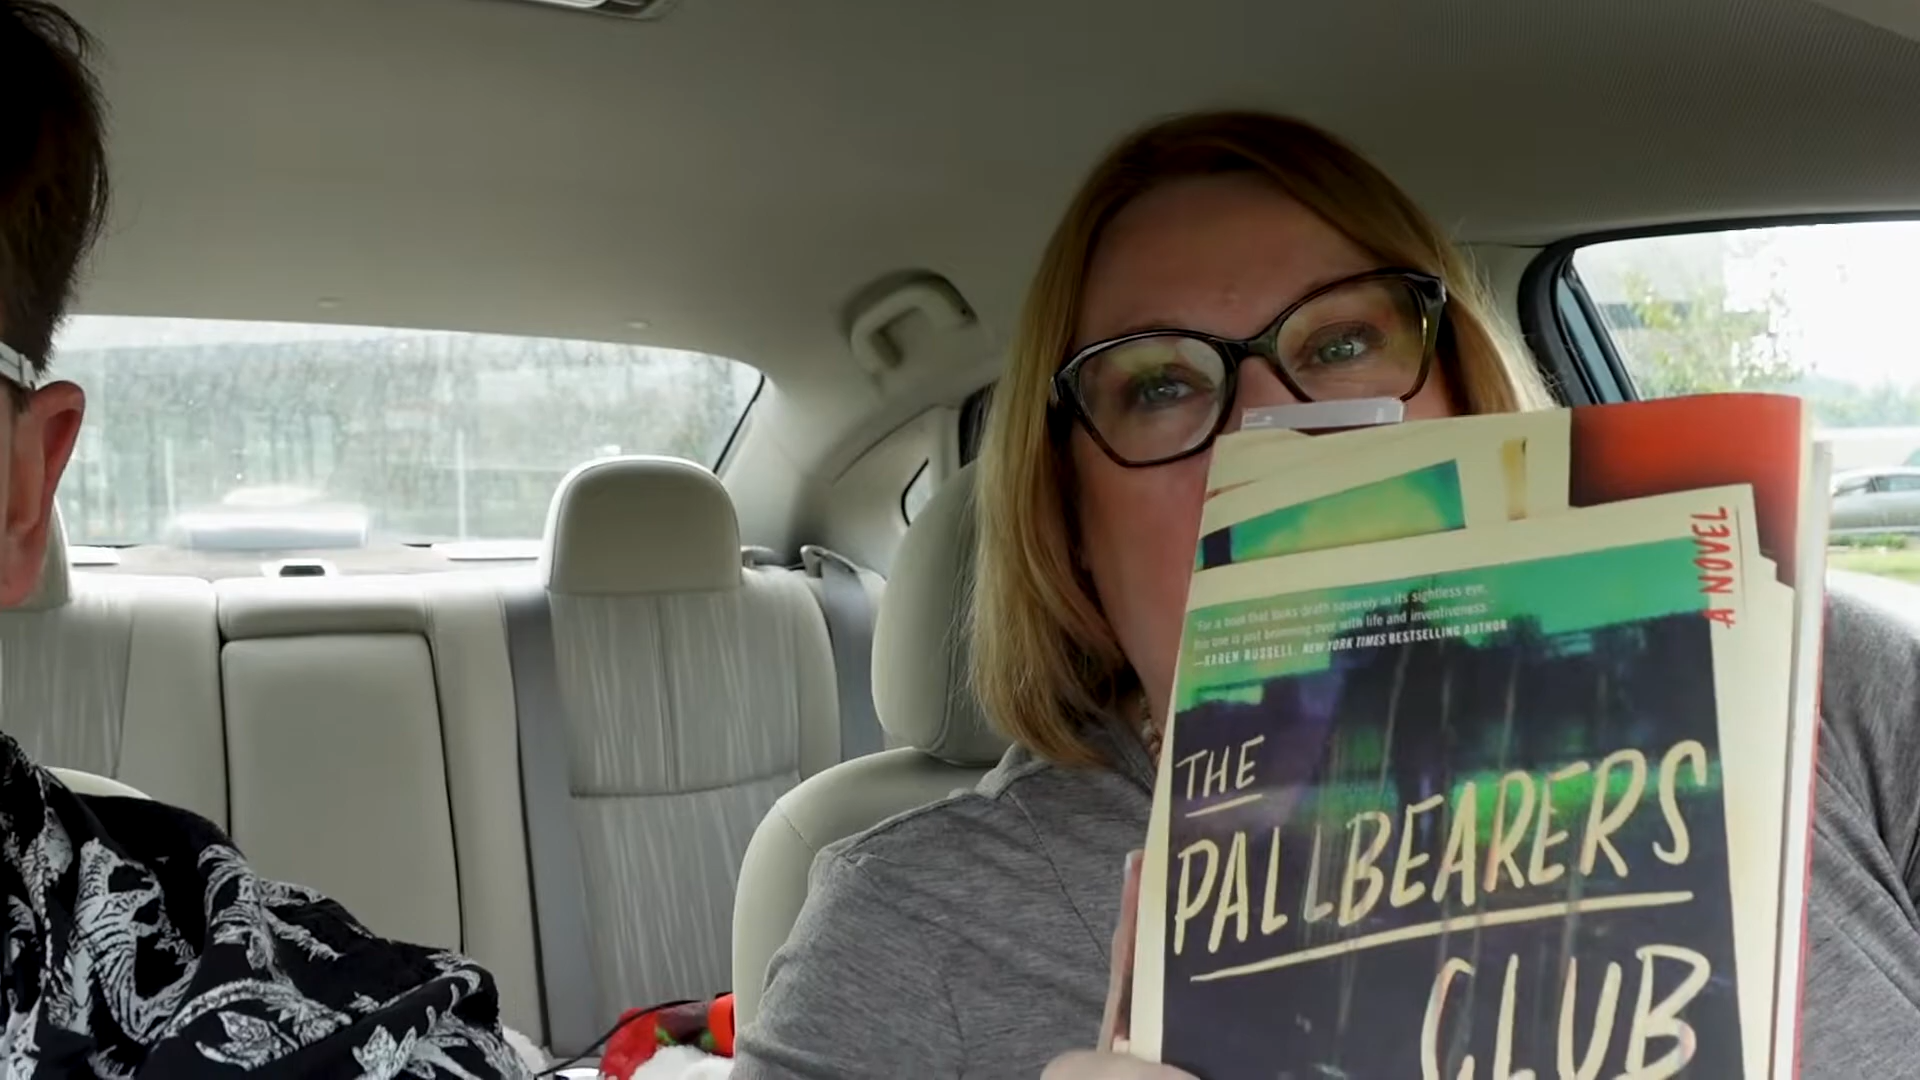 "For a book that looks death squarely in its sightless eye,
this one is just brimming over with life and inventiveness."
—KAREN RUSSELL, NEW YORK TIMES BESTSELLING AUTHOR
A NOVEL
THE
PALLBEARERS
CLUB